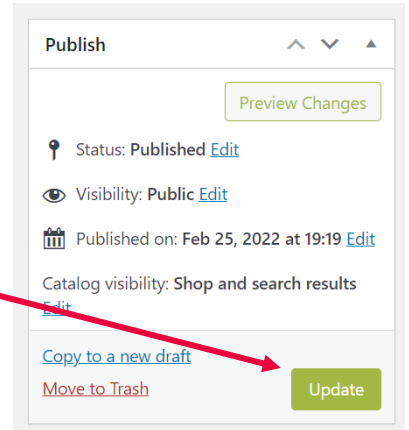 Publish
Preview Changes
Status: Published Edit
Visibility: Public Edit
Published on: Feb 25, 2022 at 19:19 Edit
Catalog visibility: Shop and search results
Edit
Copy to a new draft
Move to Trash
Update